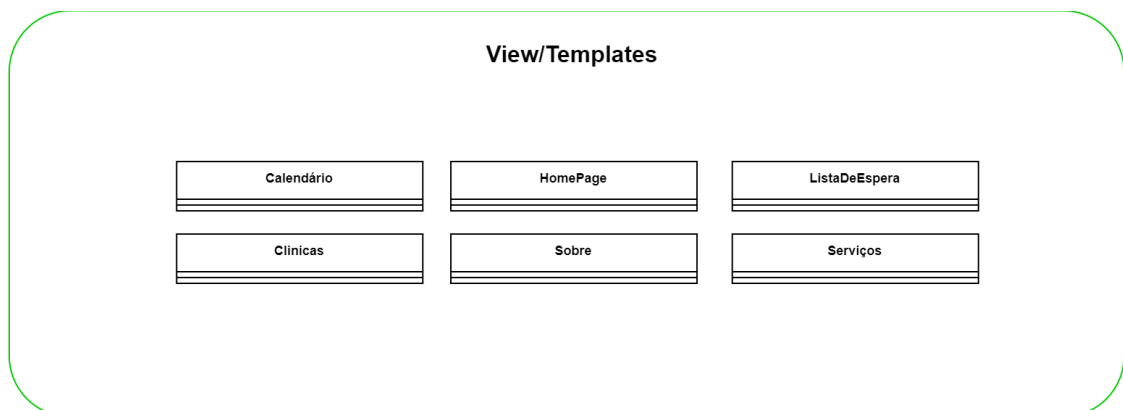 View/Templates
Calendário
HomePage
ListaDeEspera
Clinicas
Sobre
Serviços